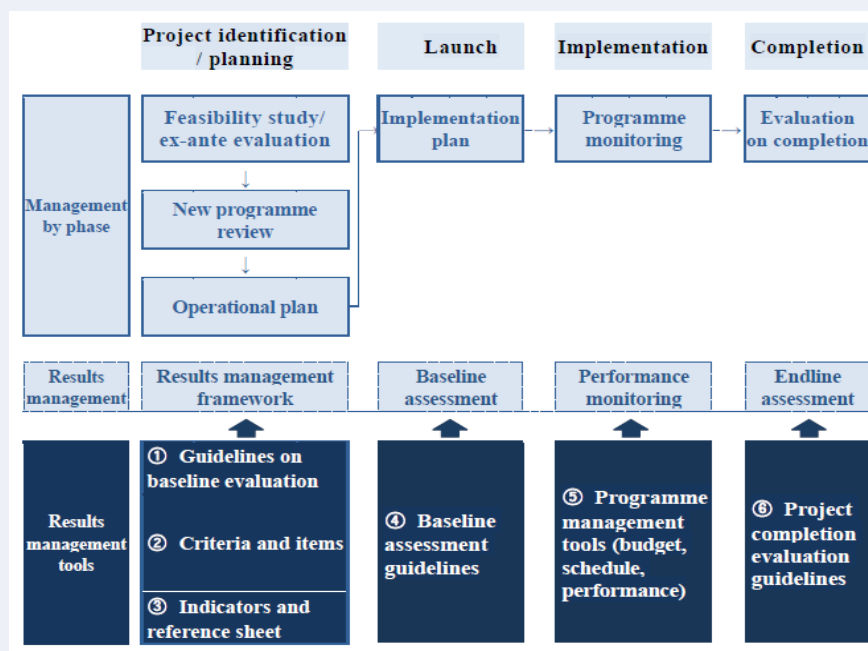 Project identification
/ planning
Launch
Implementation
Completion
Management
by phase
Feasibility study/
ex-ante evaluation
↓
New programme
review
↓
Operational plan
→
Implementation
plan
→
Programme
monitoring
→
Evaluation
on completion
Results
management
Results management
framework
Baseline
assessment
Performance
monitoring
Endline
assessment
Results
management
tools
① Guidelines on
baseline evaluation
② Criteria and items
③ Indicators and
reference sheet
④ Baseline
assessment
guidelines
⑤ Programme
management
tools (budget,
schedule,
performance)
⑥ Project
completion
evaluation
guidelines